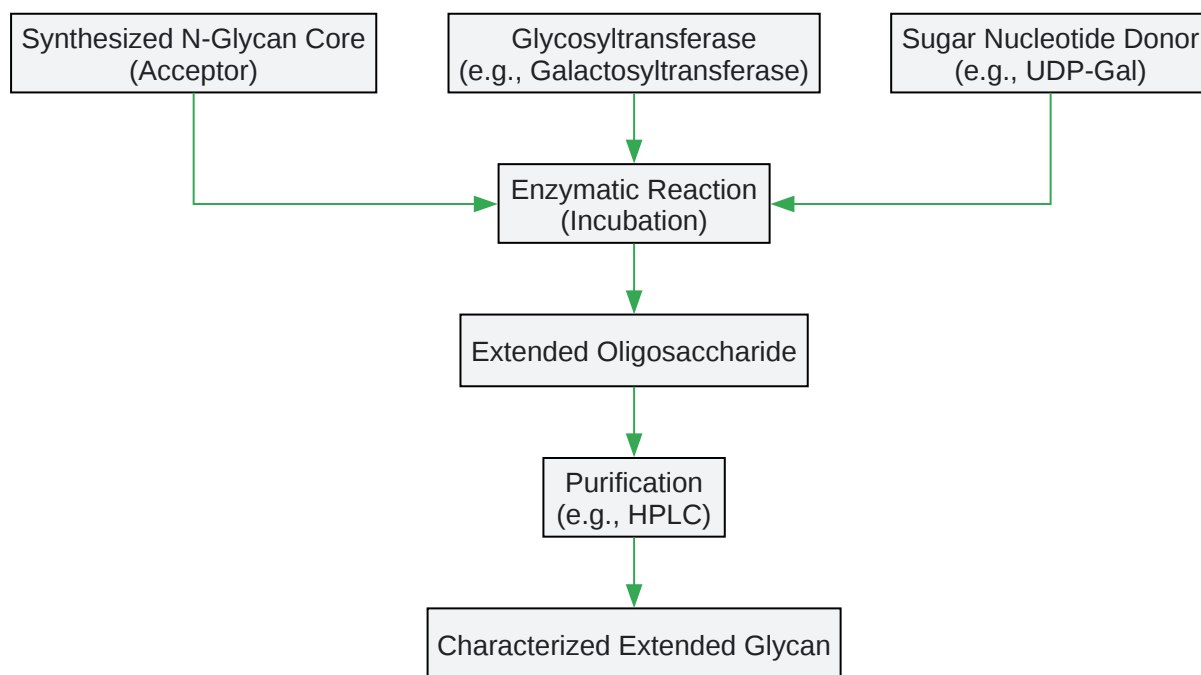 Synthesized N-Glycan Core
(Acceptor)
Glycosyltransferase
(e.g., Galactosyltransferase)
Sugar Nucleotide Donor
(e.g., UDP-Gal)
Enzymatic Reaction
(Incubation)
Extended Oligosaccharide
Purification
(e.g., HPLC)
Characterized Extended Glycan